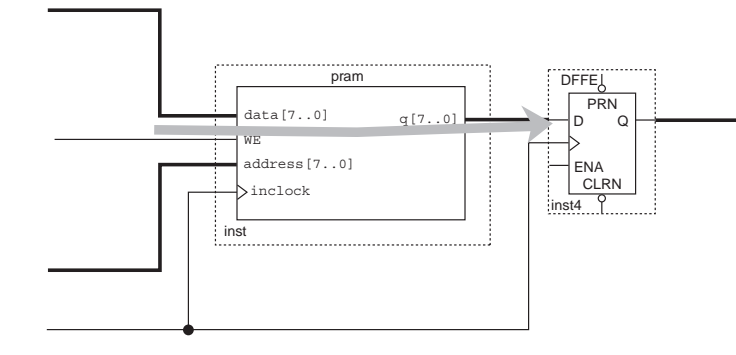 pram
data[7..0]
q[7..0]
WE
address[7..0]
inclock
inst
DFFE
PRN
D
Q
ENA
CLRN
inst4